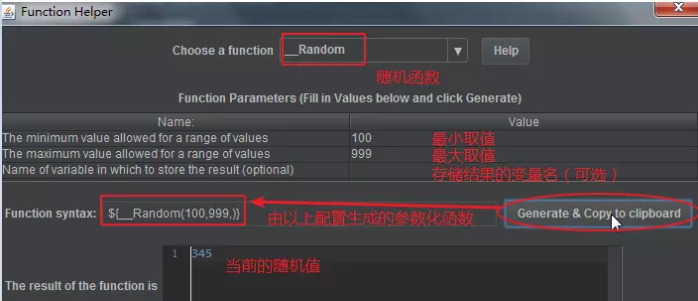 Function Helper
Choose a function __Random Help
随机函数
Function Parameters (Fill in Values below and click Generate)
Name: Value
The minimum value allowed for a range of values 100 最小取值
The maximum value allowed for a range of values 999 最大取值
Name of variable in which to store the result (optional) 存储结果的变量名（可选）
Function syntax: ${__Random(100,999,)} 由以上配置生成的参数化函数 Generate & Copy to clipboard
1 345
当前的随机值
The result of the function is